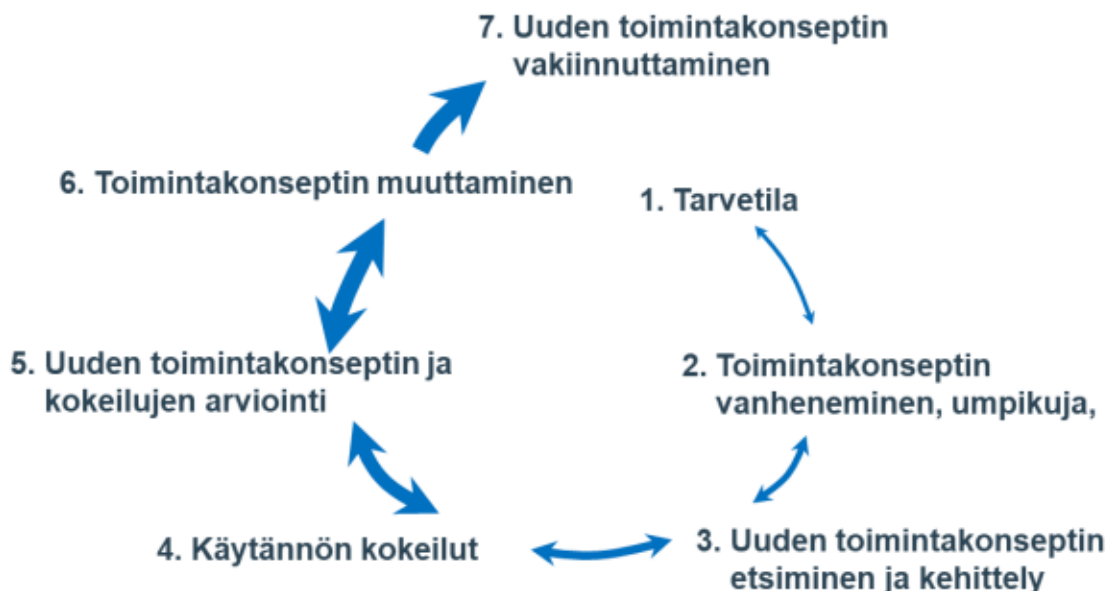 7. Uuden toimintakonseptin
vakiinnuttaminen
6. Toimintakonseptin muuttaminen
1. Tarvetila
5. Uuden toimintakonseptin ja
kokeilujen arviointi
2. Toimintakonseptin
vanheneminen, umpikuja,
4. Käytännön kokeilut
3. Uuden toimintakonseptin
etsiminen ja kehittely